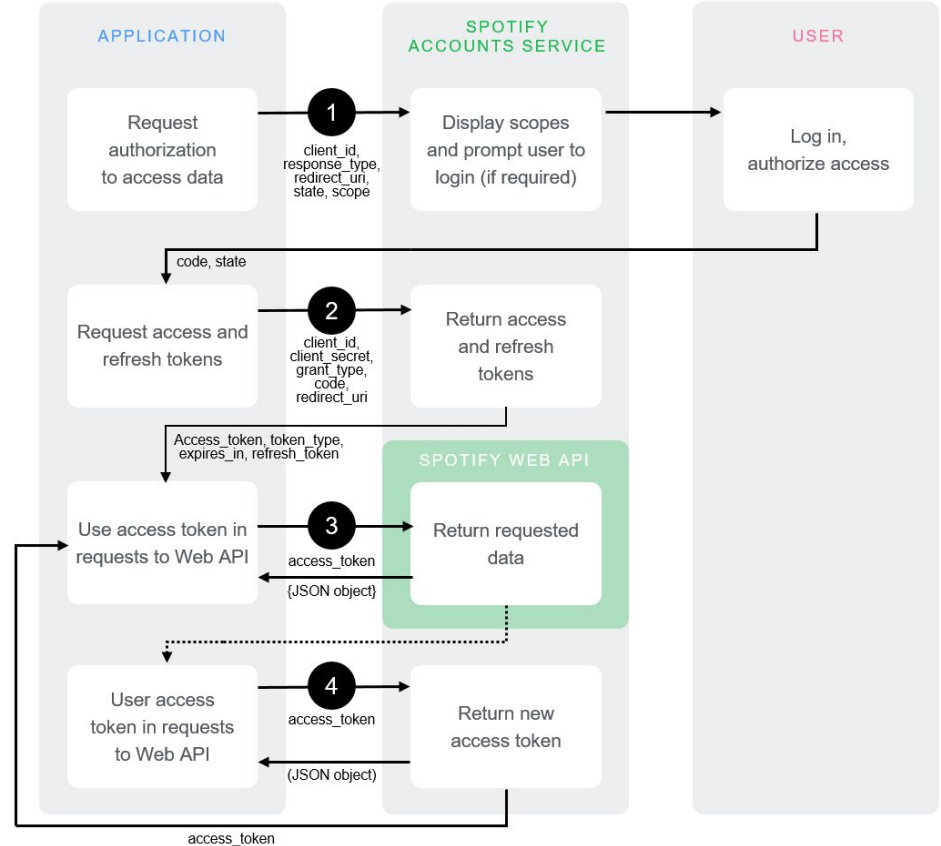 APPLICATION
SPOTIFY
ACCOUNTS SERVICE
USER
Request
authorization
to access data
1
client_id,
response_type,
redirect_uri,
state, scope
Display scopes
and prompt user to
login (if required)
Log in,
authorize access
code, state
Request access and
refresh tokens
2
client_id,
client_secret,
grant_type,
code,
redirect_uri
Return access
and refresh
tokens
Access_token, token_type,
expires_in, refresh_token
SPOTIFY WEB API
Use access token in
requests to Web API
3
access_token
{JSON object}
Return requested
data
User access
token in requests
to Web API
4
access_token
(JSON object)
Return new
access token
access_token